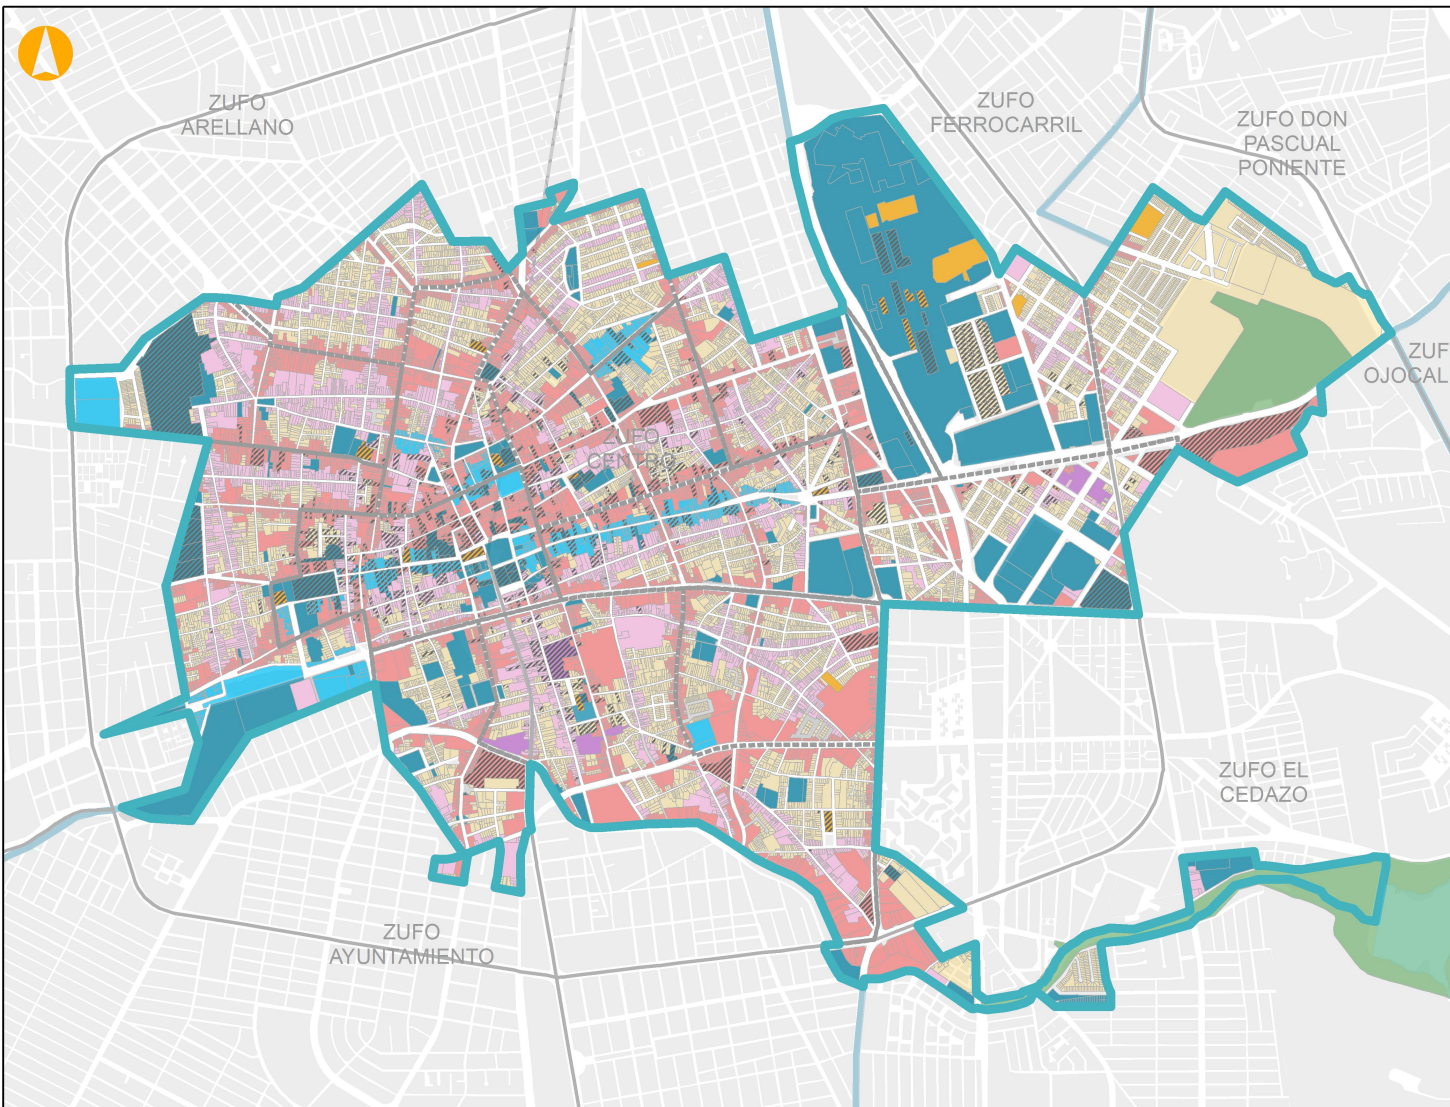 ZUFO
ARELLANO
ZUFO
FERROCARRIL
ZUFO DON
PASCUAL
PONIENTE
ZUF
OJOCAL
ZUFO
CENTRO
ZUFO EL
CEDAZO
ZUFO
AYUNTAMIENTO